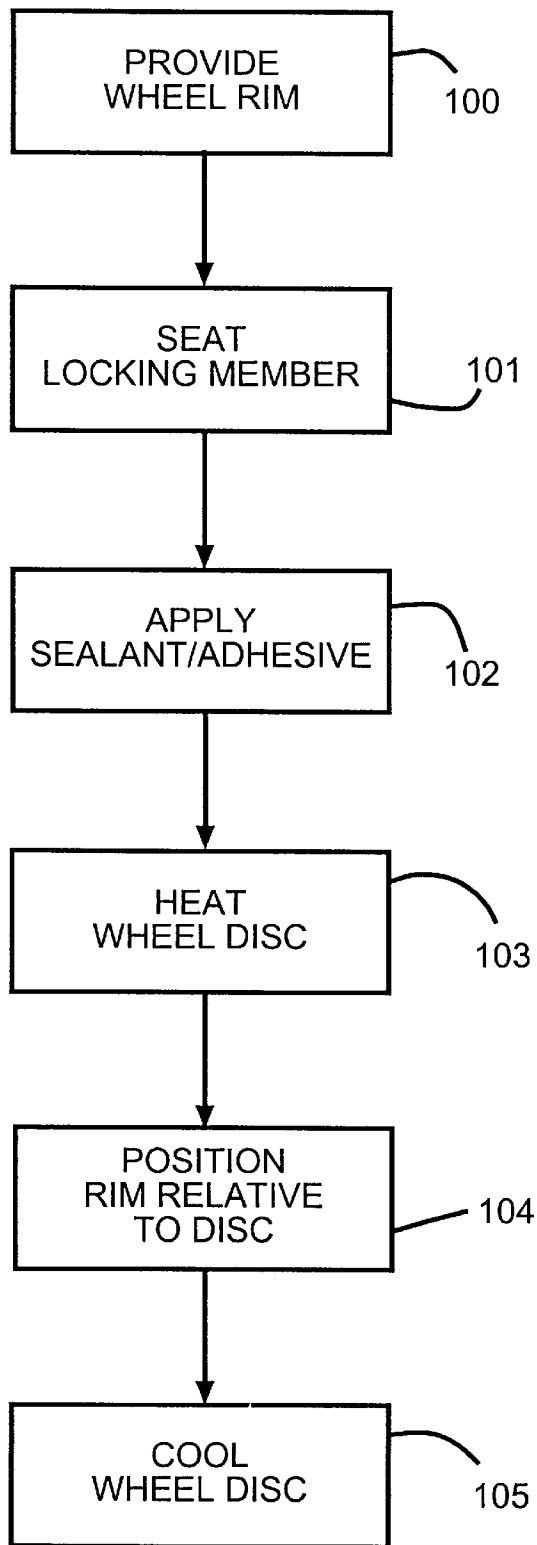 PROVIDE
WHEEL RIM
100
SEAT
LOCKING MEMBER
101
APPLY
SEALANT/ADHESIVE
102
HEAT
WHEEL DISC
103
POSITION
RIM RELATIVE
TO DISC
104
COOL
WHEEL DISC
105